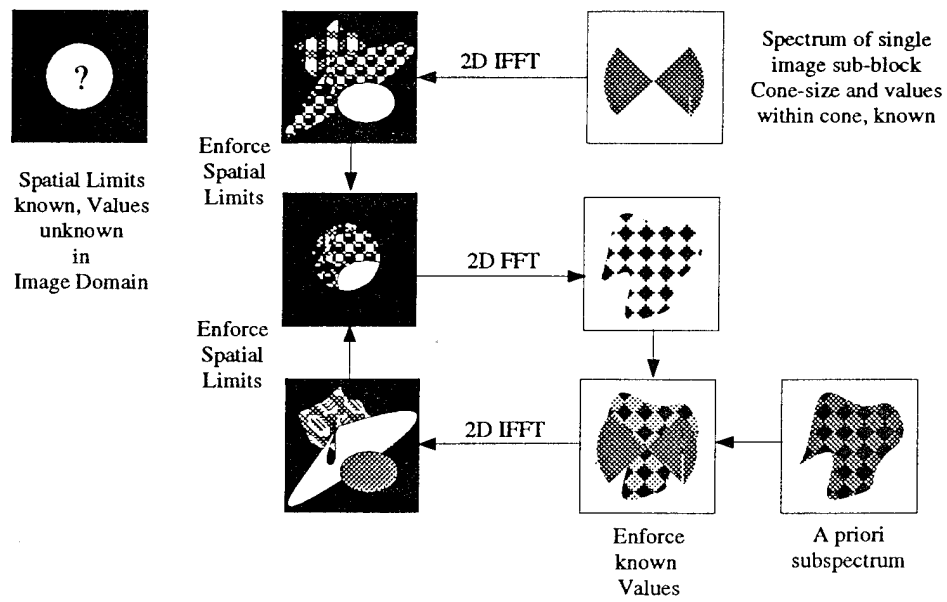 ?
Spatial Limits
known, Values
unknown
in
Image Domain
Enforce
Spatial
Limits
2D IFFT
Spectrum of single
image sub-block
Cone-size and values
within cone, known
2D FFT
Enforce
Spatial
Limits
2D IFFT
Enforce
known
Values
A priori
subspectrum